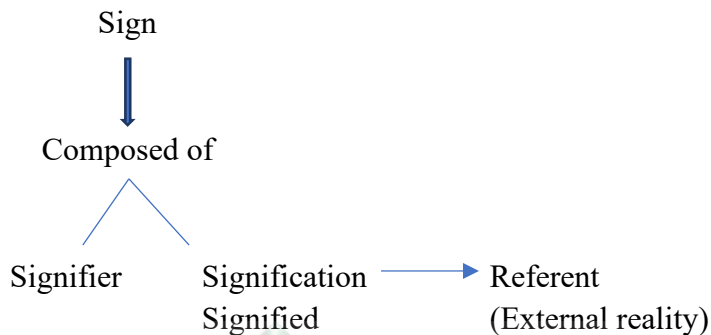 Sign
Composed of
Signifier Signification Referent
Signified (External reality)